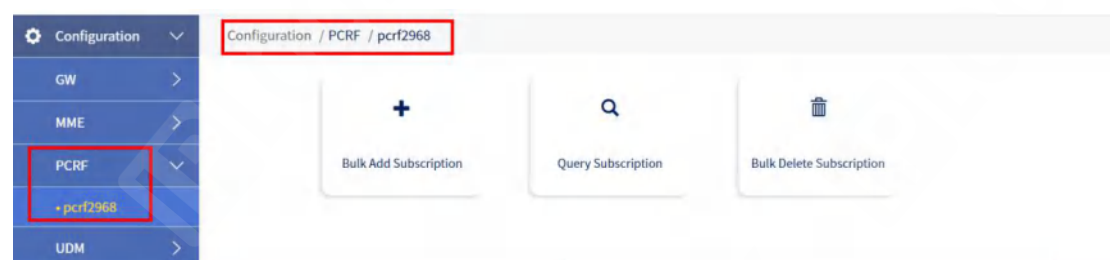 Configuration
GW
MME
PCRF
• pcrf2968
UDM
Configuration / PCRF / pcrf2968
Bulk Add Subscription
Query Subscription
Bulk Delete Subscription